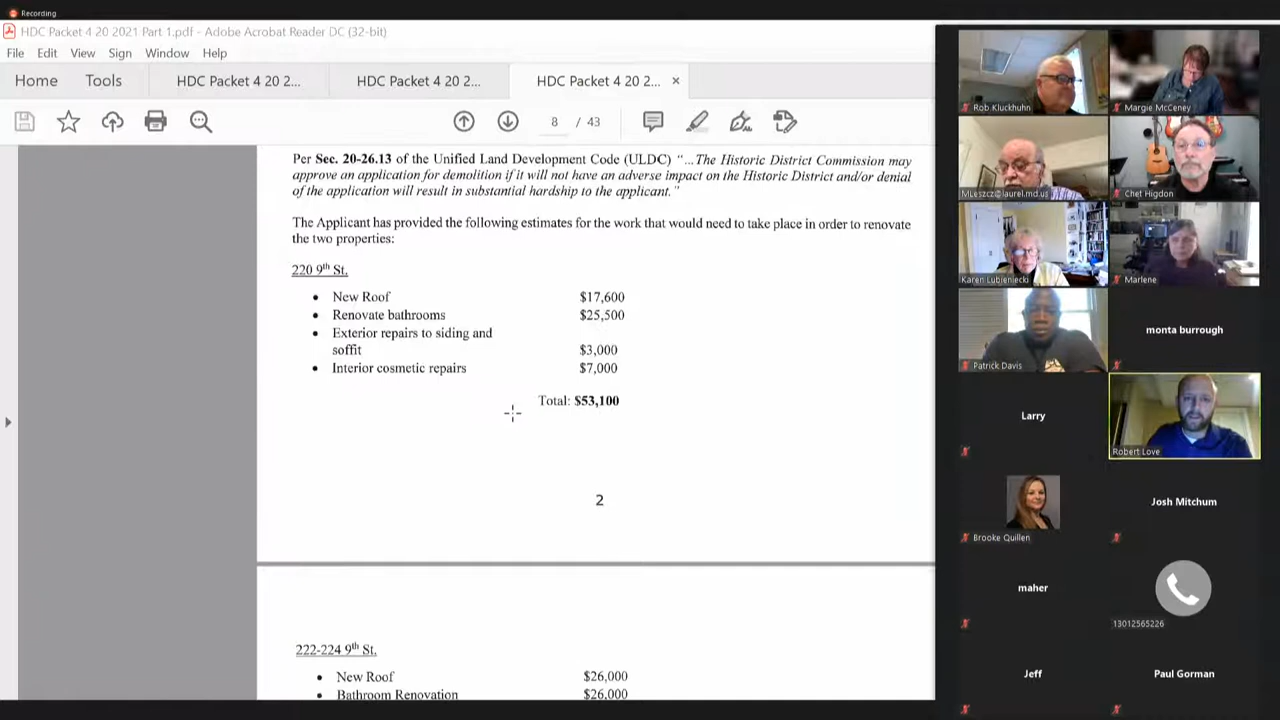 Recording
HDC Packet 4 20 2021 Part 1.pdf - Adobe Acrobat Reader DC (32-bit)
File Edit View Sign Window Help
Home Tools HDC Packet 4 20 2... HDC Packet 4 20 2... HDC Packet 4 20 2... ×
8 / 43
Per Sec. 20-26.13 of the Unified Land Development Code (ULDC) “...The Historic District Commission may
approve an application for demolition if it will not have an adverse impact on the Historic District and/or denial
of the application will result in substantial hardship to the applicant.”
The Applicant has provided the following estimates for the work that would need to take place in order to renovate
the two properties:
220 9th St.
• New Roof $17,600
• Renovate bathrooms $25,500
• Exterior repairs to siding and
soffit $3,000
• Interior cosmetic repairs $7,000
Total: $53,100
2
222-224 9th St.
• New Roof $26,000
• Bathroom Renovation $26,000
Rob Kluckhuhn
Margie McCeney
MLeszcz@laurel.md.us
Chet Higdon
Karen Lubieniecki
Marlene
Patrick Davis
monta burrough
Larry
Robert Love
Brooke Quillen
Josh Mitchum
maher
13012565226
Jeff
Paul Gorman